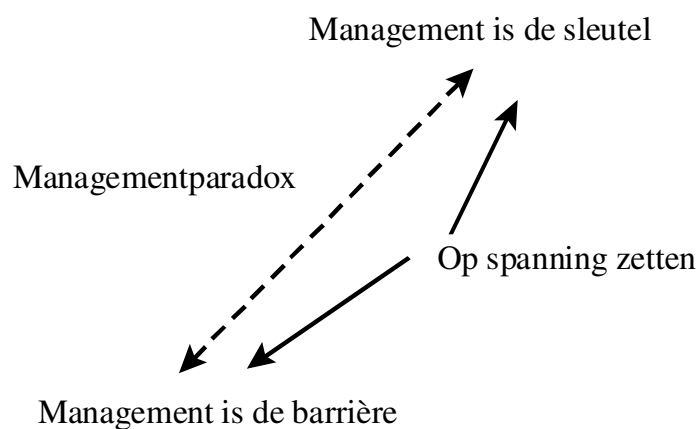 Management is de sleutel
Managementparadox
Op spanning zetten
Management is de barrière